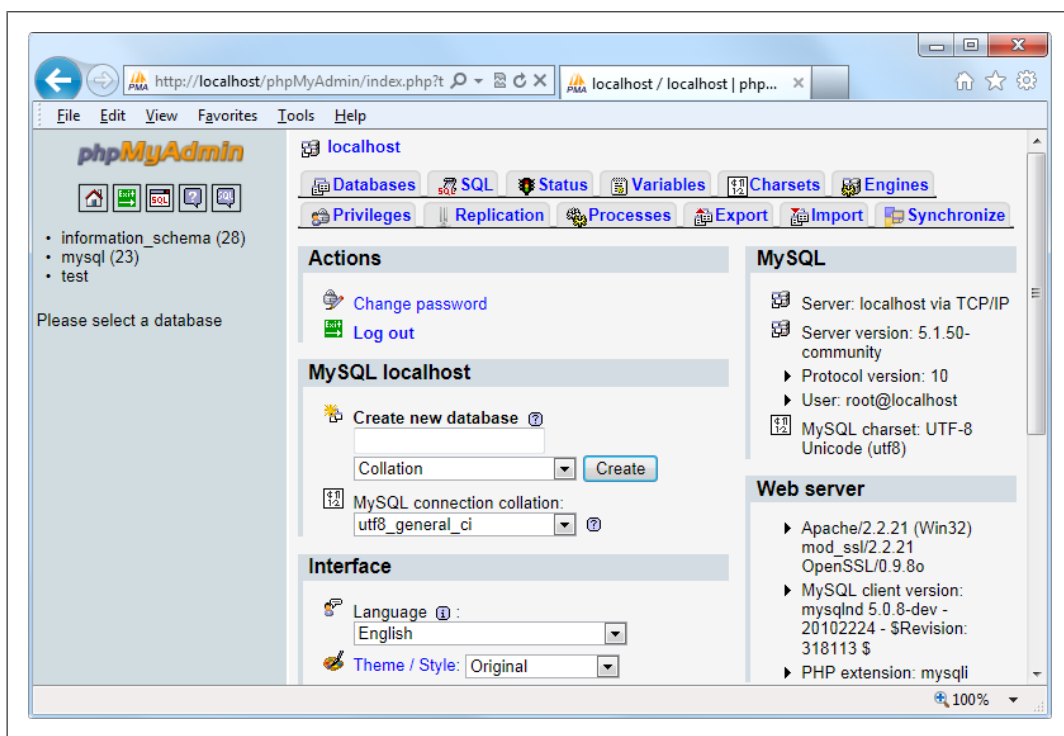 http://localhost/phpMyAdmin/index.php?t
localhost / localhost | php...
File Edit View Favorites Tools Help
phpMyAdmin
information_schema (28)
mysql (23)
test
Please select a database
localhost
Databases SQL Status Variables Charsets Engines
Privileges Replication Processes Export Import Synchronize
Actions
Change password
Log out
MySQL localhost
Create new database
Collation Create
MySQL connection collation:
utf8_general_ci
Interface
Language :
English
Theme / Style: Original
MySQL
Server: localhost via TCP/IP
Server version: 5.1.50-
community
Protocol version: 10
User: root@localhost
MySQL charset: UTF-8
Unicode (utf8)
Web server
Apache/2.2.21 (Win32)
mod_ssl/2.2.21
OpenSSL/0.9.8o
MySQL client version:
mysqlnd 5.0.8-dev -
20102224 - $Revision:
318113 $
PHP extension: mysqli
100%